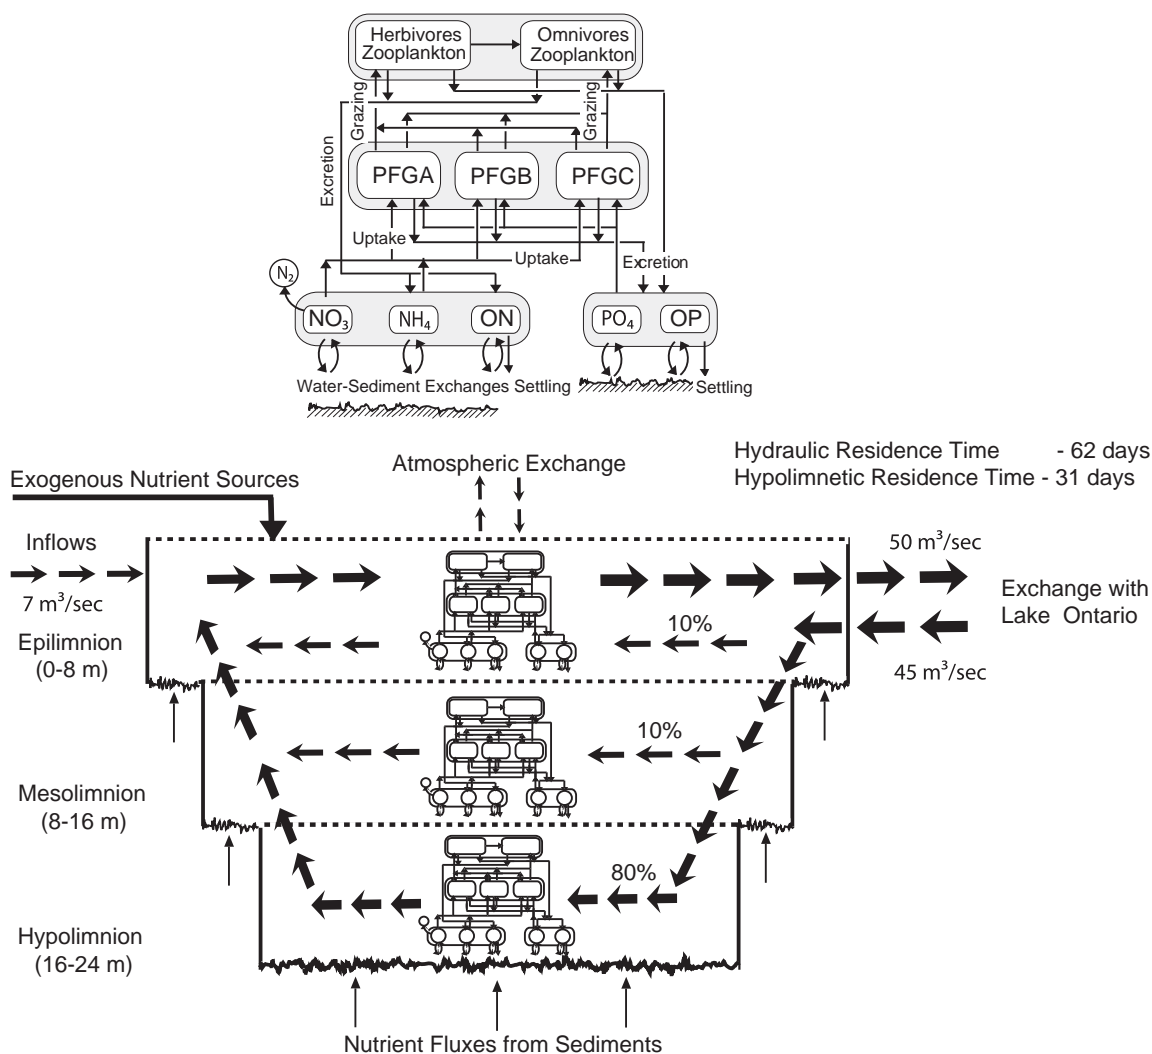 Herbivores
Zooplankton
Omnivores
Zooplankton
Grazing
Grazing
Excretion
PFGA
PFGB
PFGC
Uptake
Uptake
Excretion
N₂
NO₃
NH₄
ON
PO₄
OP
Water-Sediment Exchanges Settling
Settling
Hydraulic Residence Time - 62 days
Hypolimnetic Residence Time - 31 days
Atmospheric Exchange
Exogenous Nutrient Sources
Inflows
7 m³/sec
50 m³/sec
Exchange with
Lake Ontario
45 m³/sec
Epilimnion
(0-8 m)
10%
10%
Mesolimnion
(8-16 m)
80%
Hypolimnion
(16-24 m)
Nutrient Fluxes from Sediments